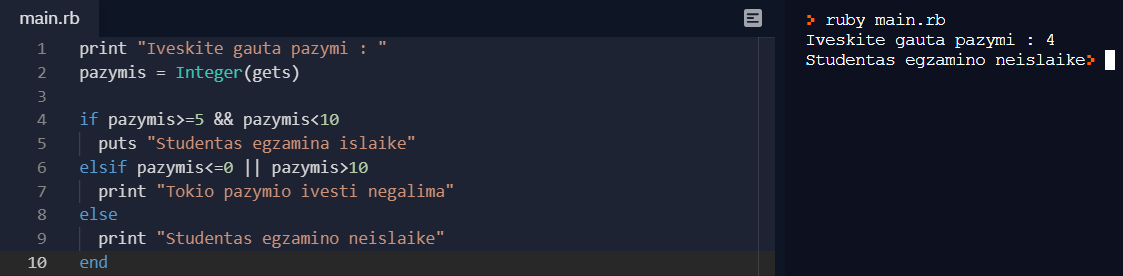 main.rb
1 print "Iveskite gauta pazymi : "
2 pazymis = Integer(gets)
3
4 if pazymis>=5 && pazymis<10
5 puts "Studentas egzamina islaike"
6 elsif pazymis<=0 || pazymis>10
7 print "Tokio pazymio ivesti negalima"
8 else
9 print "Studentas egzamino neislaike"
10 end
> ruby main.rb
Iveskite gauta pazymi : 4
Studentas egzamino neislaike>